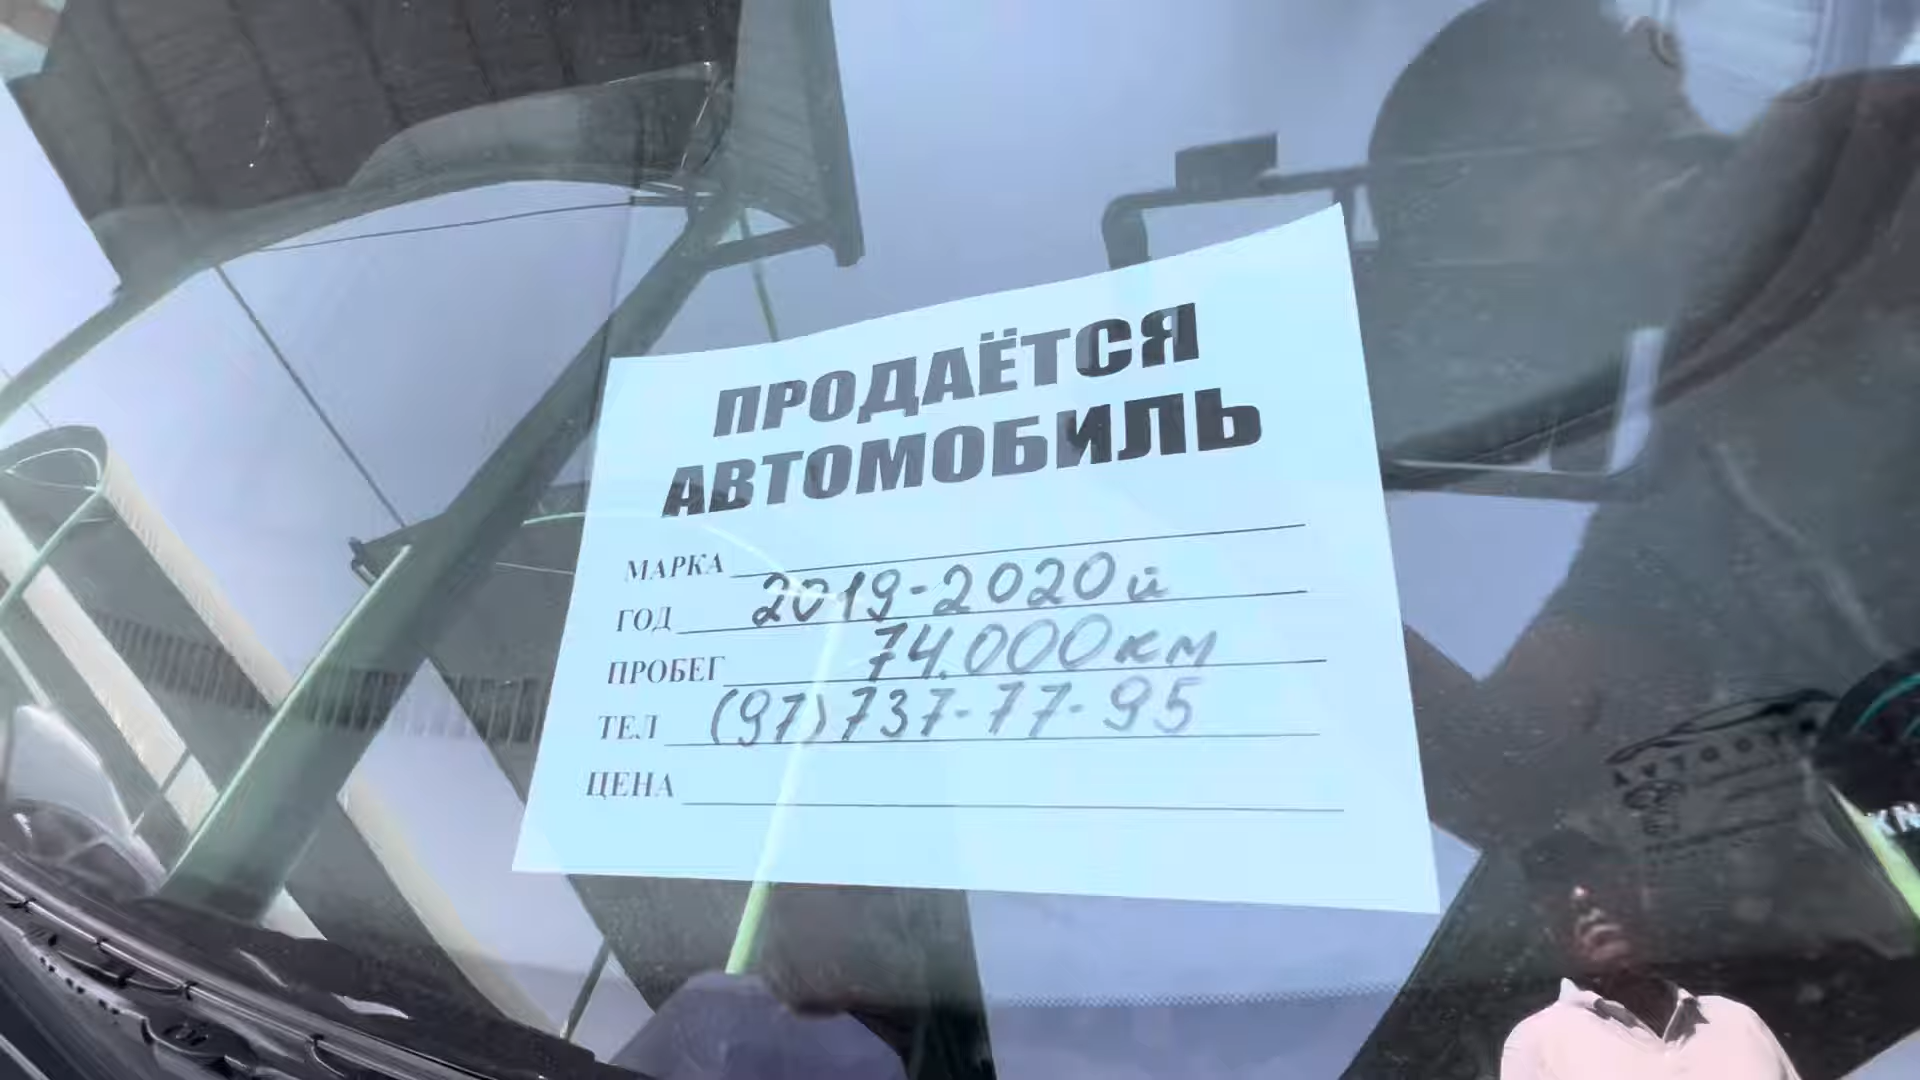 ПРОДАЁТСЯ
АВТОМОБИЛЬ
МАРКА
ГОД 2019-2020й
ПРОБЕГ 74.000км
ТЕЛ (97) 737-77-95
ЦЕНА